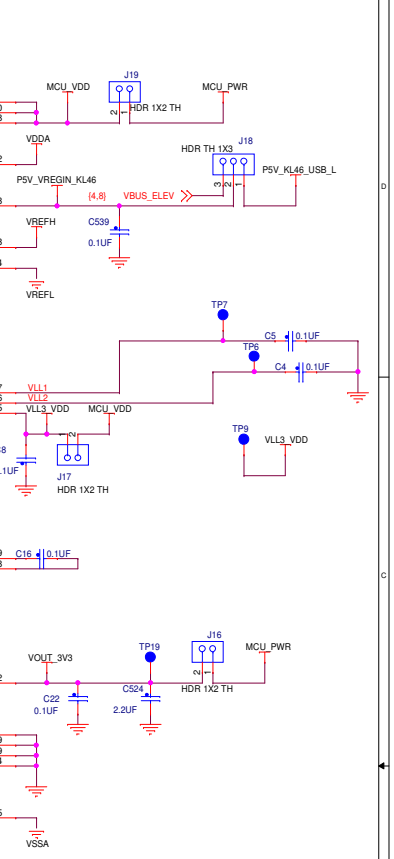 J19
MCU_VDD
MCU_PWR
HDR 1X2 TH
2
1
VDDA
J18
HDR TH 1X3
P5V_KL46_USB_L
P5V_VREGIN_KL46
{4,8}
VBUS_ELEV
3
2
1
D
VREFH
C539
0.1UF
VREFL
TP7
C5
0.1UF
TP6
C4
0.1UF
VLL1
VLL2
VLL3_VDD
MCU_VDD
1
2
TP9
VLL3_VDD
J17
HDR 1X2 TH
C16
0.1UF
C
J16
TP19
MCU_PWR
VOUT_3V3
2
1
HDR 1X2 TH
C22
0.1UF
C524
2.2UF
VSSA